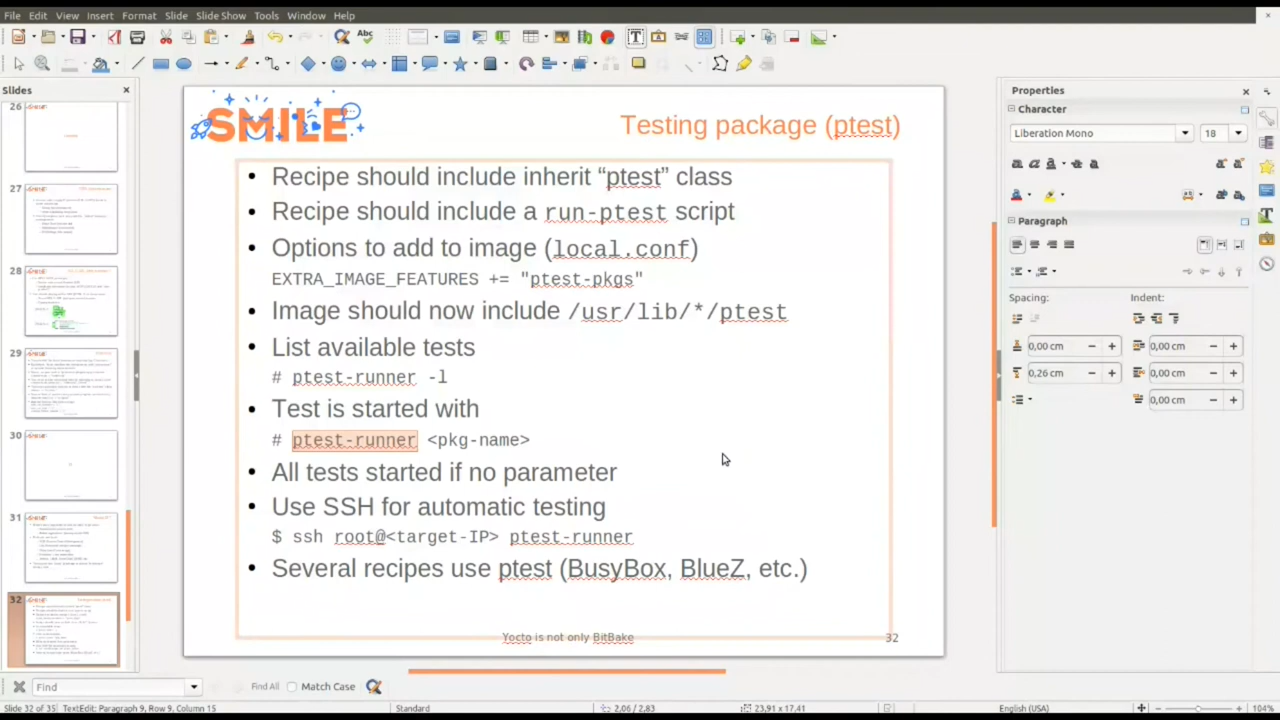 File Edit View Insert Format Slide Slide Show Tools Window Help
Slides
SMILE
Testing package (ptest)
• Recipe should include inherit “ptest” class
• Recipe should include a run-ptest script
• Options to add to image (local.conf)
EXTRA_IMAGE_FEATURES += "ptest-pkgs"
• Image should now include /usr/lib/*/ptest
• List available tests
# ptest-runner -l
• Test is started with
# ptest-runner <pkg-name>
• All tests started if no parameter
• Use SSH for automatic testing
$ ssh root@<target-IP> ptest-runner
• Several recipes use ptest (BusyBox, BlueZ, etc.)
Yocto is not only BitBake
32
26
27
28
29
30
31
32
Properties
Character
Liberation Mono
18
Paragraph
Spacing:
Indent:
0,00 cm
0,00 cm
0,26 cm
0,00 cm
0,00 cm
Find
Find All
Match Case
Slide 32 of 35
TextEdit: Paragraph 9, Row 9, Column 15
Standard
2,06 / 2,83
23,91 x 17,41
English (USA)
104%